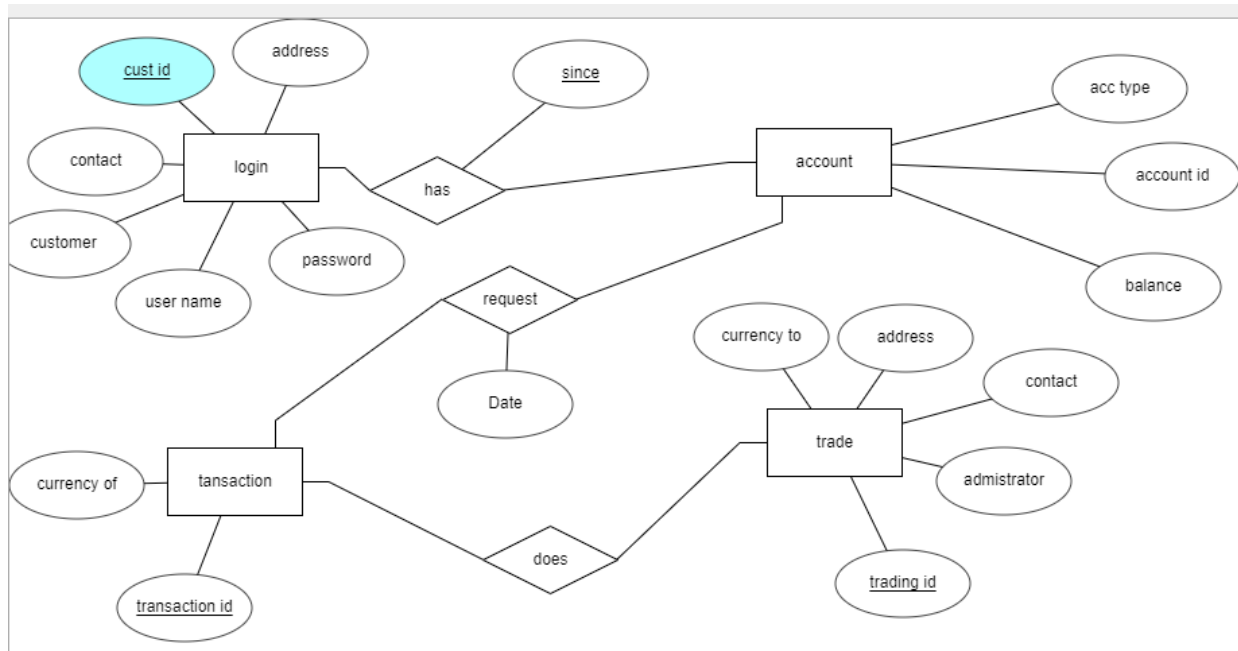 address
cust id
since
acc type
contact
login
account
account id
has
customer
password
user name
request
balance
currency to
address
Date
contact
trade
currency of
tansaction
admistrator
does
trading id
transaction id